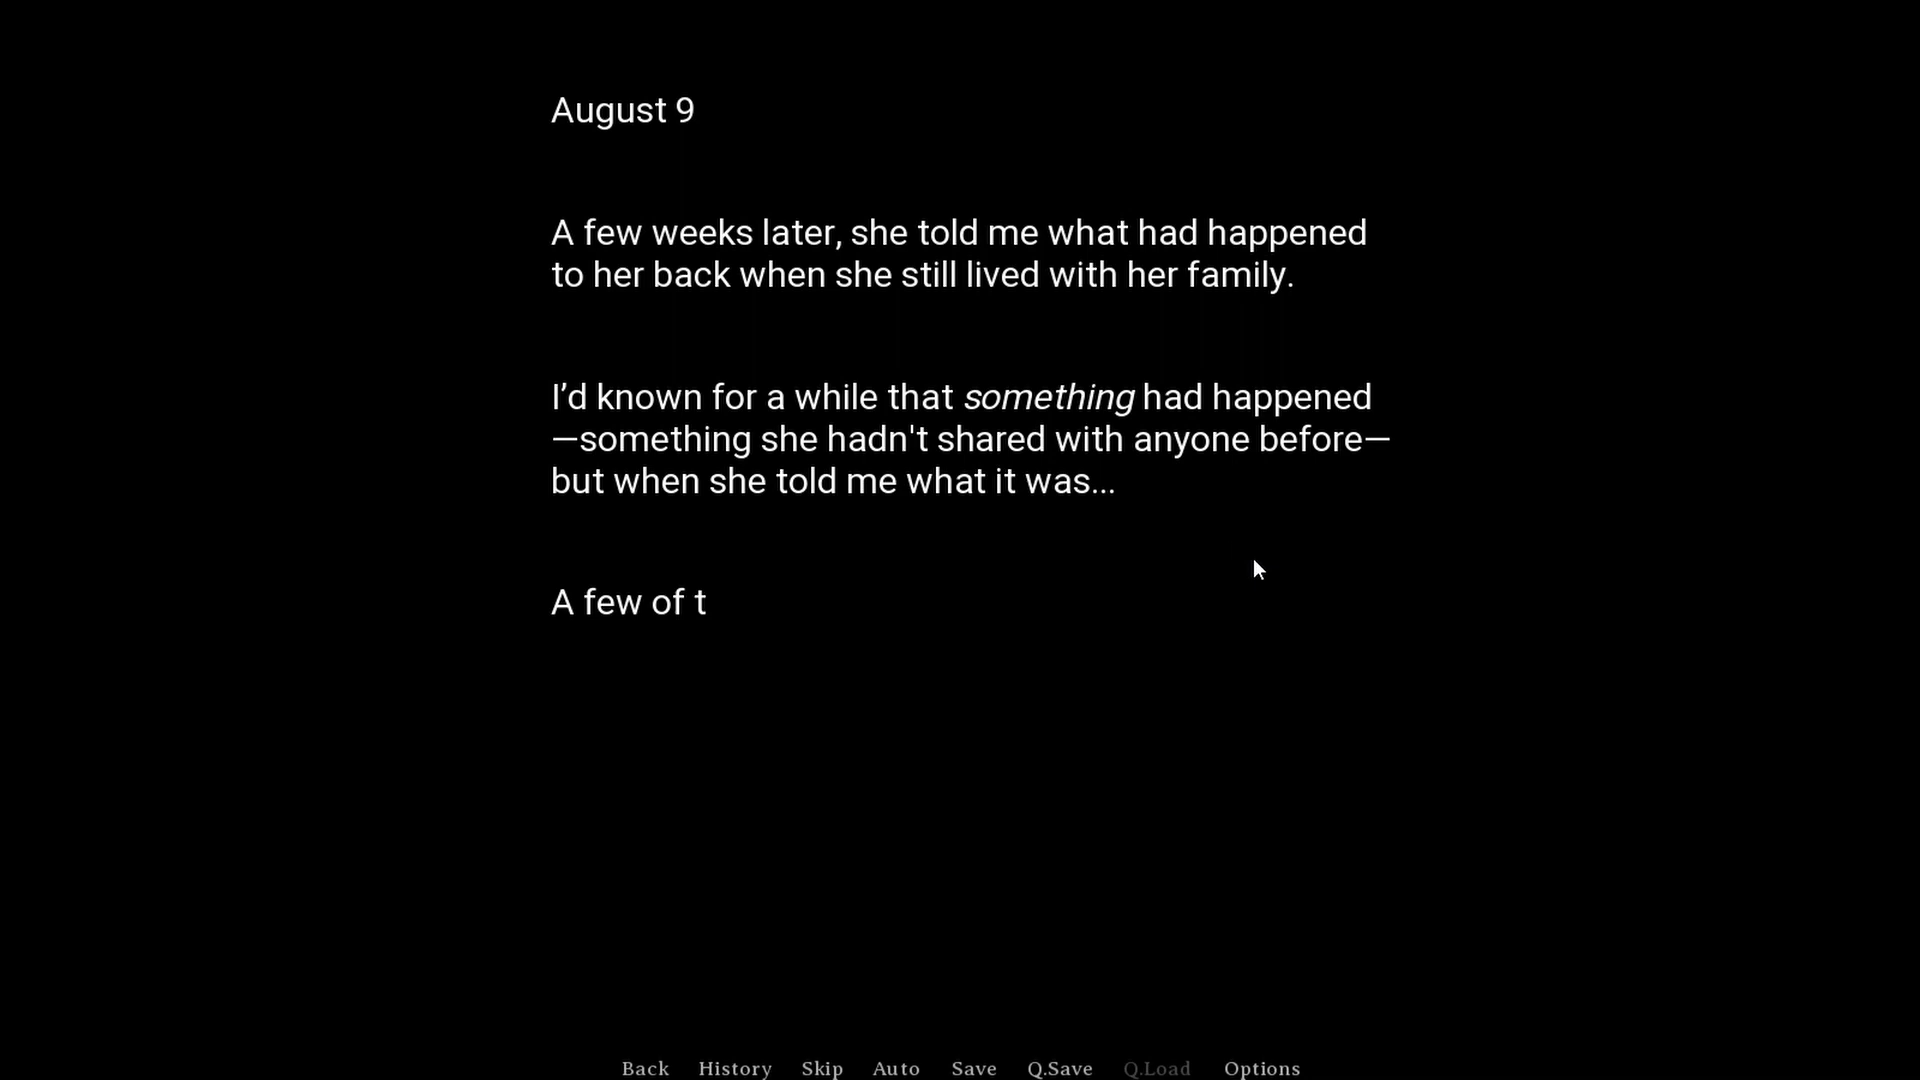 August 9
A few weeks later, she told me what had happened
to her back when she still lived with her family.
I’d known for a while that something had happened
—something she hadn't shared with anyone before—
but when she told me what it was...
A few of t
Back History Skip Auto Save Q.Save Q.Load Options